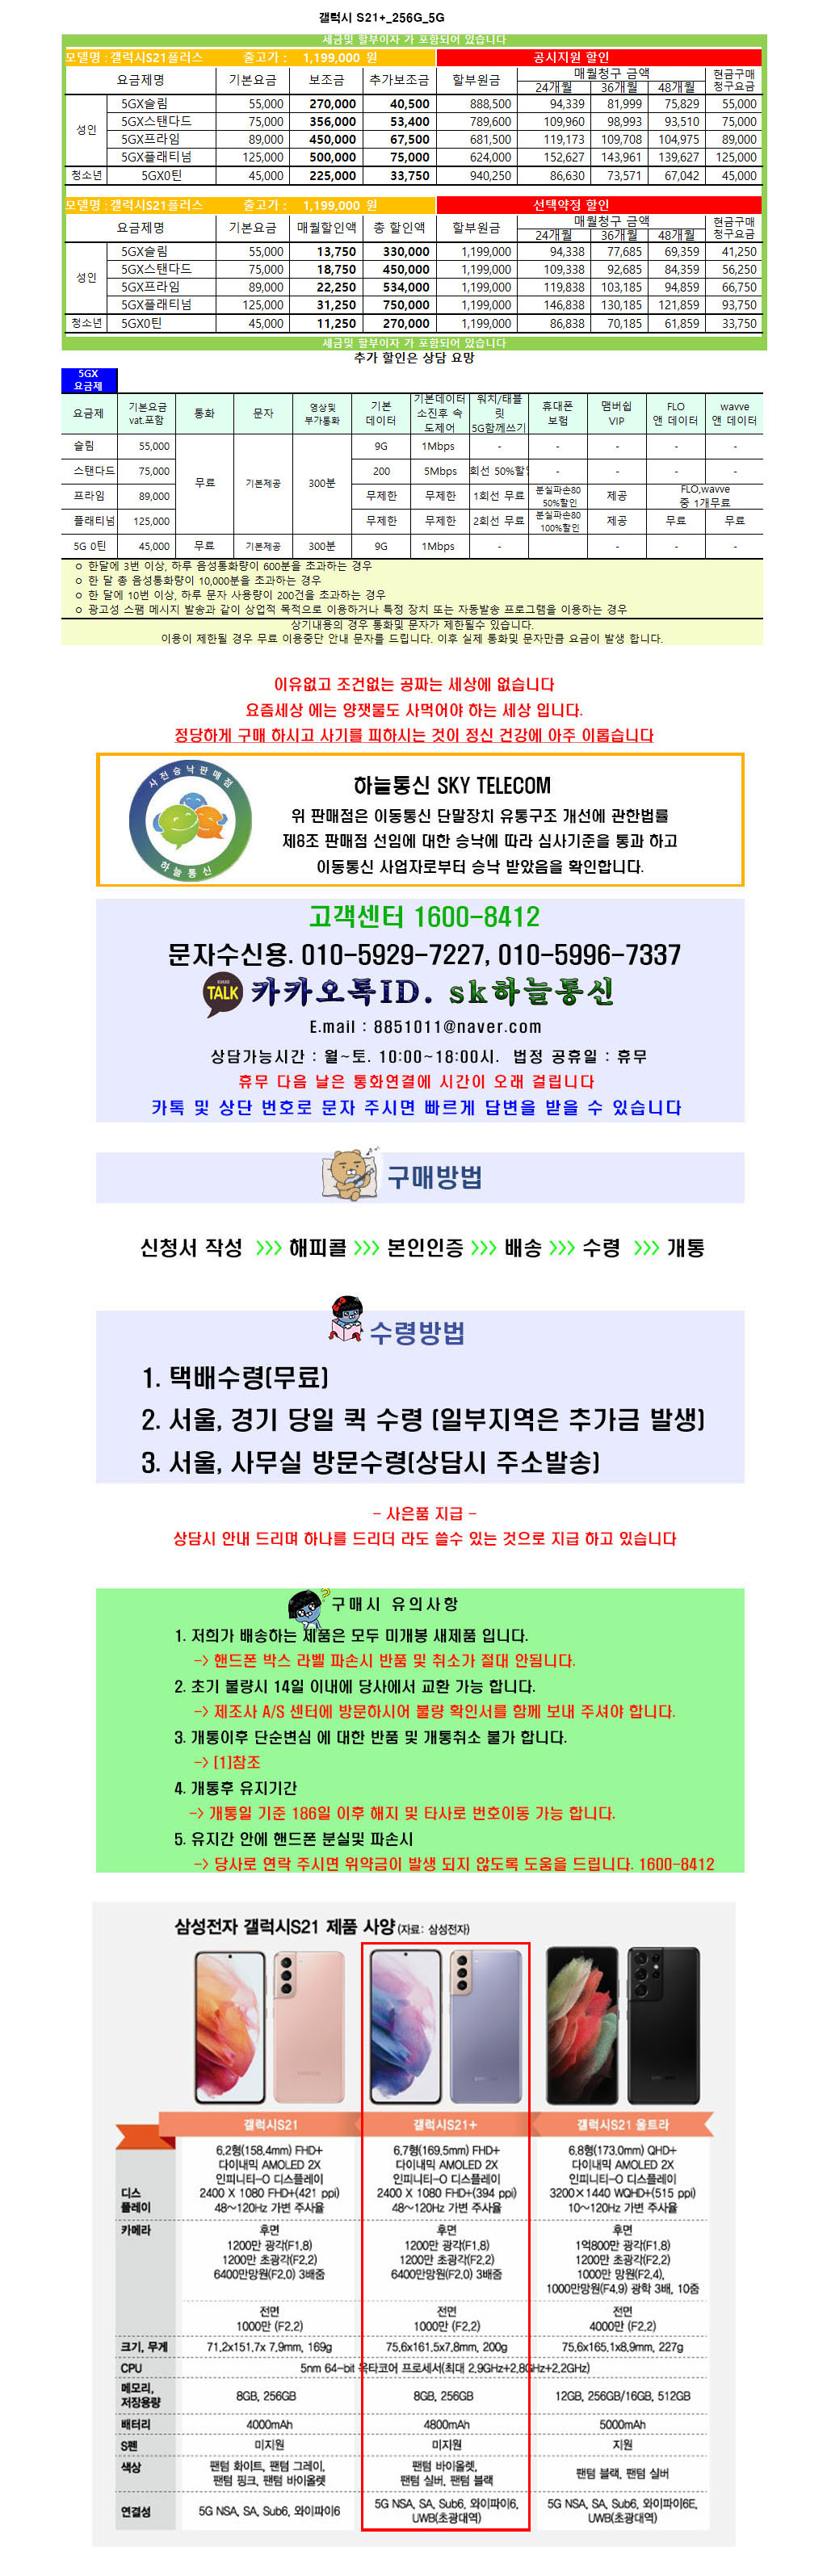 갤럭시 S21+_256G_5G
세금및 할부이자 가 포함되어 있습니다
모델명 : 갤럭시S21플러스 출고가 : 1,199,000 원 공시지원 할인
요금제명 기본요금 보조금 추가보조금 할부원금 매월청구 금액 현금구매 청구요금
24개월 36개월 48개월
성인
5GX슬림 55,000 270,000 40,500 888,500 94,339 81,999 75,829 55,000
5GX스탠다드 75,000 356,000 53,400 789,600 109,960 98,993 93,510 75,000
5GX프라임 89,000 450,000 67,500 681,500 119,173 109,708 104,975 89,000
5GX플래티넘 125,000 500,000 75,000 624,000 152,627 143,961 139,627 125,000
청소년 5GX0틴 45,000 225,000 33,750 940,250 86,630 73,571 67,042 45,000
모델명 : 갤럭시S21플러스 출고가 : 1,199,000 원 선택약정 할인
요금제명 기본요금 매월할인액 총 할인액 할부원금 매월청구 금액 현금구매 청구요금
24개월 36개월 48개월
성인
5GX슬림 55,000 13,750 330,000 1,199,000 94,338 77,685 69,359 41,250
5GX스탠다드 75,000 18,750 450,000 1,199,000 109,338 92,685 84,359 56,250
5GX프라임 89,000 22,250 534,000 1,199,000 119,838 103,185 94,859 66,750
5GX플래티넘 125,000 31,250 750,000 1,199,000 146,838 130,185 121,859 93,750
청소년 5GX0틴 45,000 11,250 270,000 1,199,000 86,838 70,185 61,859 33,750
세금및 할부이자 가 포함되어 있습니다
추가 할인은 상담 요망
5GX
요금제
요금제 기본요금 vat.포함 통화 문자 영상및 부가통화 기본 데이터 기본데이터 소진후 속도제어 워치/태블릿 5G함께쓰기 휴대폰 보험 맴버쉽 VIP FLO 앤 데이터 wavve 앤 데이터
슬림 55,000 9G 1Mbps - - - - -
스탠다드 75,000 200 5Mbps 회선 50%할인 - - - -
무료 기본제공 300분
프라임 89,000 무제한 무제한 1회선 무료 분실파손80 50%할인 제공 FLO,wavve 중 1개무료
플래티넘 125,000 무제한 무제한 2회선 무료 분실파손80 100%할인 제공 무료 무료
5G 0틴 45,000 무료 기본제공 300분 9G 1Mbps - - - -
ㅇ 한달에 3번 이상, 하루 음성통화량이 600분을 초과하는 경우
ㅇ 한 달 총 음성통화량이 10,000분을 초과하는 경우
ㅇ 한 달에 10번 이상, 하루 문자 사용량이 200건을 초과하는 경우
ㅇ 광고성 스팸 메시지 발송과 같이 상업적 목적으로 이용하거나 특정 장치 또는 자동발송 프로그램을 이용하는 경우
상기내용의 경우 통화및 문자가 제한될수 있습니다.
이용이 제한될 경우 무료 이용중단 안내 문자를 드립니다. 이후 실제 통화및 문자만큼 요금이 발생 합니다.
이유없고 조건없는 공짜는 세상에 없습니다
요즘세상 에는 양잿물도 사먹어야 하는 세상 입니다.
정당하게 구매 하시고 사기를 피하시는 것이 정신 건강에 아주 이롭습니다
사전승낙판매점
하늘통신
하늘통신 SKY TELECOM
위 판매점은 이동통신 단말장치 유통구조 개선에 관한법률
제8조 판매점 선임에 대한 승낙에 따라 심사기준을 통과 하고
이동통신 사업자로부터 승낙 받았음을 확인합니다.
고객센터 1600-8412
문자수신용. 010-5929-7227, 010-5996-7337
TALK 카카오톡ID. sk하늘통신
E.mail : 8851011@naver.com
상담가능시간 : 월~토. 10:00~18:00시. 법정 공휴일 : 휴무
휴무 다음 날은 통화연결에 시간이 오래 걸립니다
카톡 및 상단 번호로 문자 주시면 빠르게 답변을 받을 수 있습니다
구매방법
신청서 작성 >>> 해피콜 >>> 본인인증 >>> 배송 >>> 수령 >>> 개통
수령방법
1. 택배수령(무료)
2. 서울, 경기 당일 퀵 수령 (일부지역은 추가금 발생)
3. 서울, 사무실 방문수령(상담시 주소발송)
- 사은품 지급 -
상담시 안내 드리며 하나를 드리더 라도 쓸수 있는 것으로 지급 하고 있습니다
구매시 유의사항
1. 저희가 배송하는 제품은 모두 미개봉 새제품 입니다.
-> 핸드폰 박스 라벨 파손시 반품 및 취소가 절대 안됩니다.
2. 초기 불량시 14일 이내에 당사에서 교환 가능 합니다.
-> 제조사 A/S 센터에 방문하시어 불량 확인서를 함께 보내 주셔야 합니다.
3. 개통이후 단순변심 에 대한 반품 및 개통취소 불가 합니다.
-> [1]참조
4. 개통후 유지기간
-> 개통일 기준 186일 이후 해지 및 타사로 번호이동 가능 합니다.
5. 유지간 안에 핸드폰 분실및 파손시
-> 당사로 연락 주시면 위약금이 발생 되지 않도록 도움을 드립니다. 1600-8412
삼성전자 갤럭시S21 제품 사양 (자료: 삼성전자)
갤럭시S21 갤럭시S21+ 갤럭시S21 울트라
디스플레이
6.2형(158.4mm) FHD+ 6.7형(169.5mm) FHD+ 6.8형(173.0mm) QHD+
다이내믹 AMOLED 2X 다이내믹 AMOLED 2X 다이내믹 AMOLED 2X
인피니티-O 디스플레이 인피니티-O 디스플레이 인피니티-O 디스플레이
2400 X 1080 FHD+(421 ppi) 2400 X 1080 FHD+(394 ppi) 3200×1440 WQHD+(515 ppi)
48~120Hz 가변 주사율 48~120Hz 가변 주사율 10~120Hz 가변 주사율
카메라 후면 후면 후면
1200만 광각(F1.8) 1200만 광각(F1.8) 1억800만 광각(F1.8)
1200만 초광각(F2.2) 1200만 초광각(F2.2) 1200만 초광각(F2.2)
6400만망원(F2.0) 3배줌 6400만망원(F2.0) 3배줌 1000만 망원(F2.4),
1000만망원(F4.9) 광학 3배, 10줌
전면 전면 전면
1000만 (F2.2) 1000만 (F2.2) 4000만 (F2.2)
크기, 무게 71.2x151.7x 7.9mm, 169g 75.6x161.5x7.8mm, 200g 75.6x165.1x8.9mm, 227g
CPU 5nm 64-bit 옥타코어 프로세서(최대 2.9GHz+2.8GHz+2.2GHz)
메모리, 저장용량 8GB, 256GB 8GB, 256GB 12GB, 256GB/16GB, 512GB
배터리 4000mAh 4800mAh 5000mAh
S펜 미지원 미지원 지원
색상 팬텀 화이트, 팬텀 그레이, 팬텀 바이올렛, 팬텀 블랙, 팬텀 실버
팬텀 핑크, 팬텀 바이올렛 팬텀 실버, 팬텀 블랙
연결성 5G NSA, SA, Sub6, 와이파이6 5G NSA, SA, Sub6, 와이파이6, 5G NSA, SA, Sub6, 와이파이6E,
UWB(초광대역) UWB(초광대역)